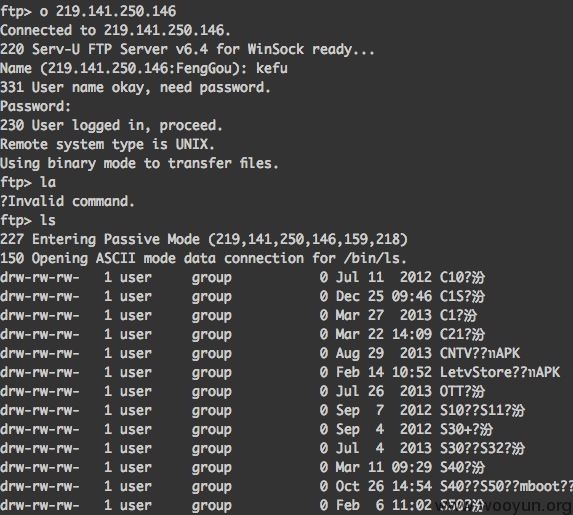 ftp> o 219.141.250.146
Connected to 219.141.250.146.
220 Serv-U FTP Server v6.4 for WinSock ready...
Name (219.141.250.146:FengGou): kefu
331 User name okay, need password.
Password:
230 User logged in, proceed.
Remote system type is UNIX.
Using binary mode to transfer files.
ftp> la
?Invalid command.
ftp> ls
227 Entering Passive Mode (219,141,250,146,159,218)
150 Opening ASCII mode data connection for /bin/ls.
drw-rw-rw- 1 user group 0 Jul 11 2012 C10?汾
drw-rw-rw- 1 user group 0 Dec 25 09:46 C1S?汾
drw-rw-rw- 1 user group 0 Mar 27 2013 C1?汾
drw-rw-rw- 1 user group 0 Mar 22 14:09 C21?汾
drw-rw-rw- 1 user group 0 Aug 29 2013 CNTV??װAPK
drw-rw-rw- 1 user group 0 Feb 14 10:52 LetvStore??װAPK
drw-rw-rw- 1 user group 0 Jul 26 2013 OTT?汾
drw-rw-rw- 1 user group 0 Sep 7 2012 S10??S11?汾
drw-rw-rw- 1 user group 0 Sep 4 2012 S30+?汾
drw-rw-rw- 1 user group 0 Jul 4 2013 S30??S32?汾
drw-rw-rw- 1 user group 0 Mar 11 09:29 S40?汾
drw-rw-rw- 1 user group 0 Oct 26 14:54 S40??S50??mboot??
drw-rw-rw- 1 user group 0 Feb 6 11:02 S50?汾
www.wooyun.org